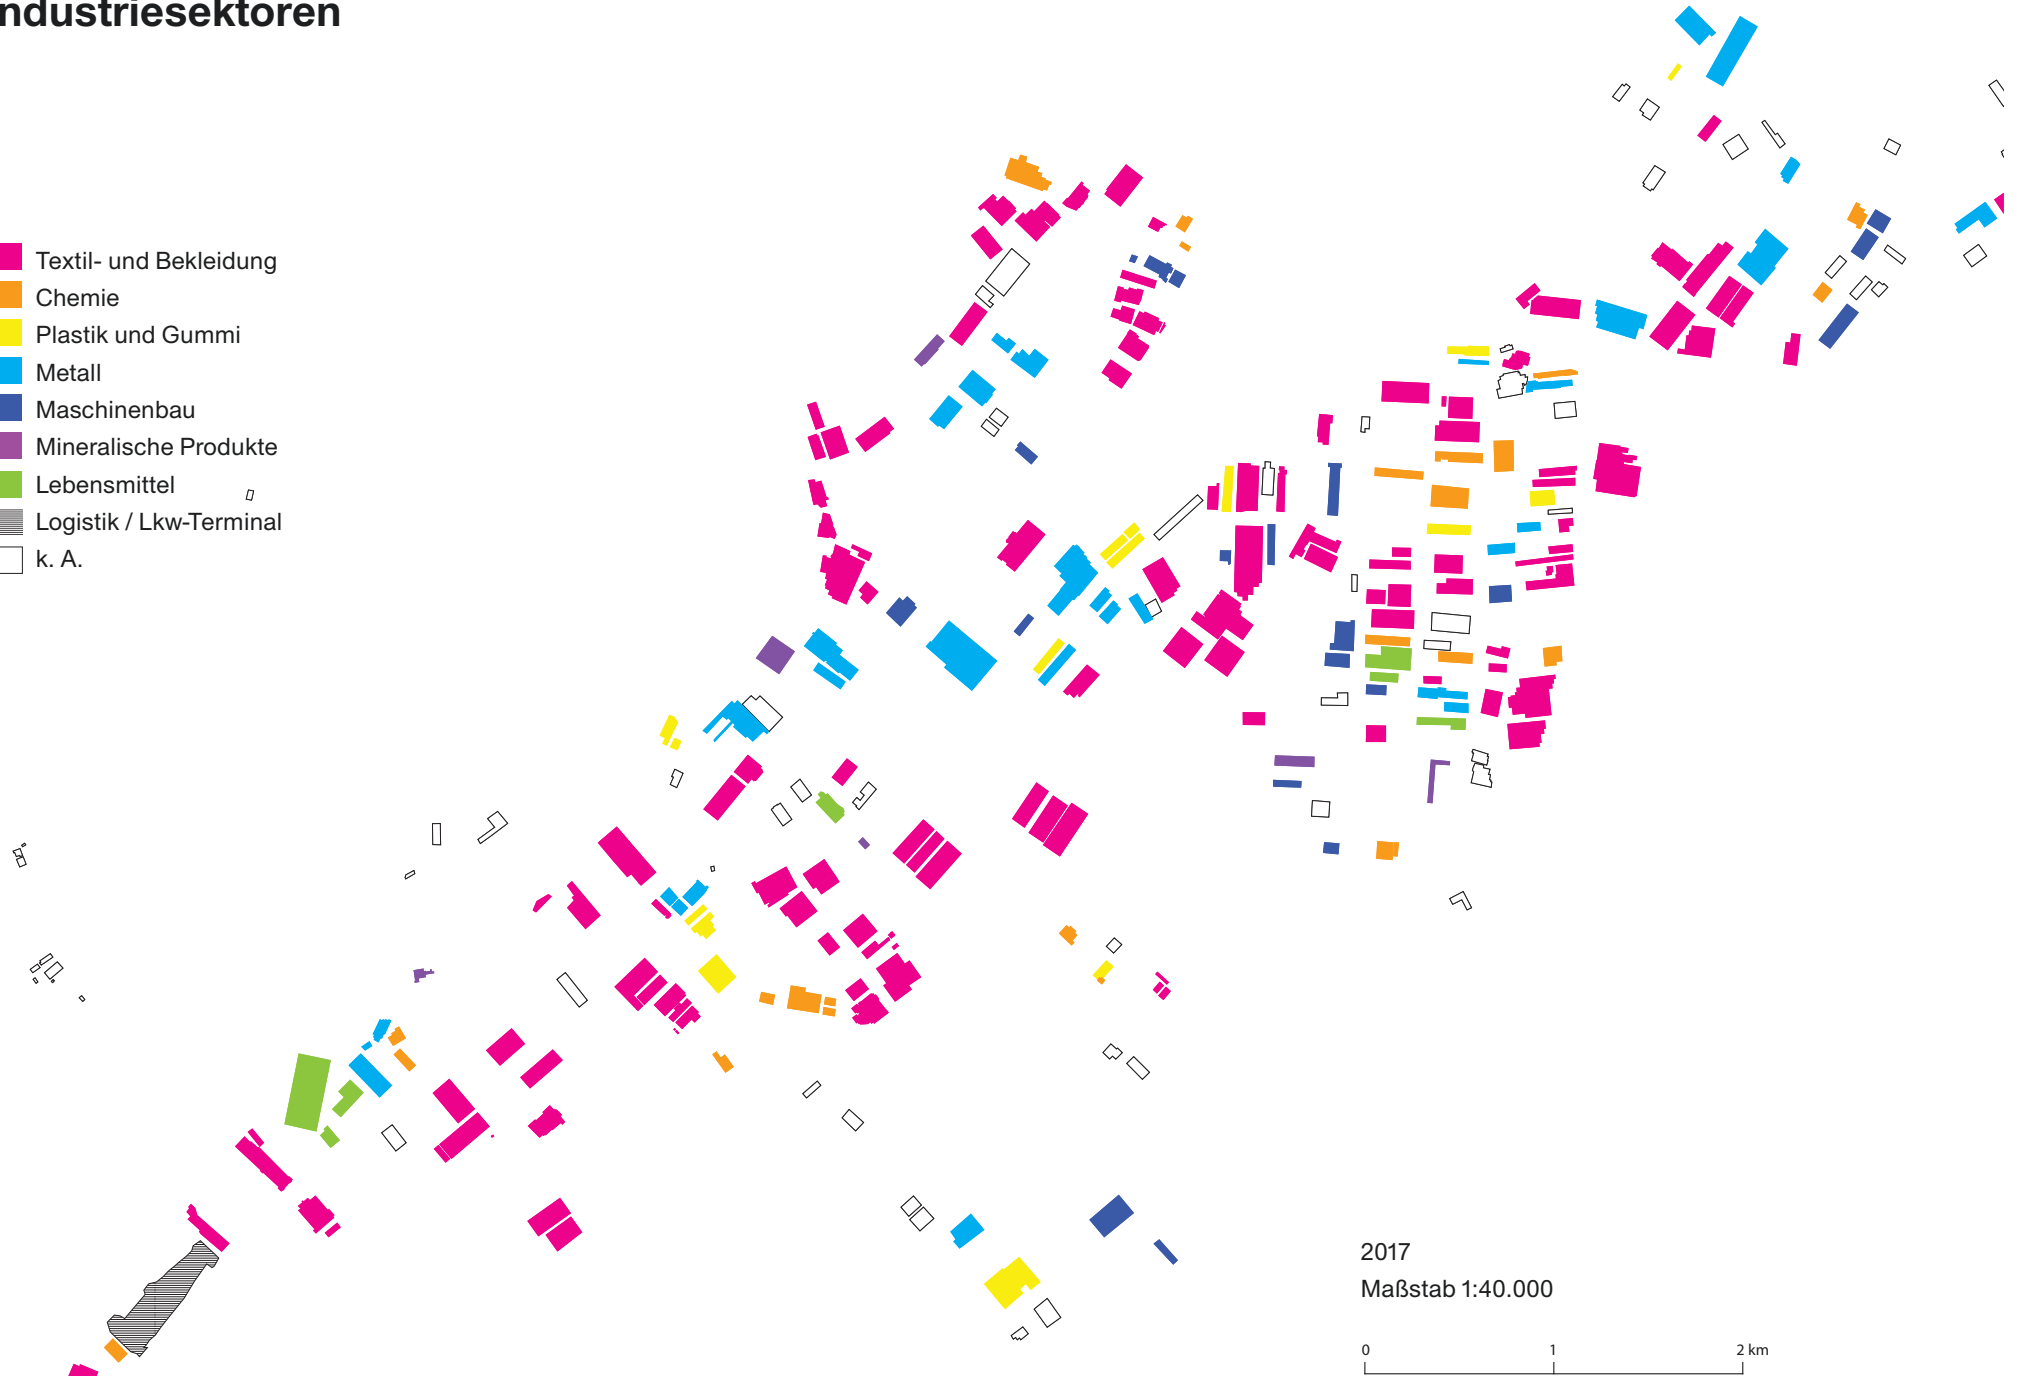 ndustriesektoren
Textil- und Bekleidung
Chemie
Plastik und Gummi
Metall
Maschinenbau
Mineralische Produkte
Lebensmittel
Logistik / Lkw-Terminal
k. A.
2017
Maßstab 1:40.000
0 1 2 km